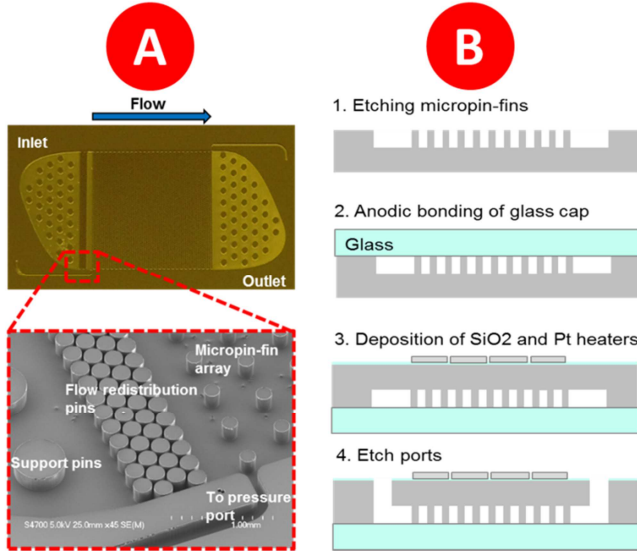 A
B
Flow
Inlet
Outlet
Micropin-fin
array
Flow redistribution
pins
Support pins
To pressure
port
S4700 5.0kV 25.0mm x45 SE(M)
1.00mm
1. Etching micropin-fins
2. Anodic bonding of glass cap
Glass
3. Deposition of SiO2 and Pt heaters
4. Etch ports